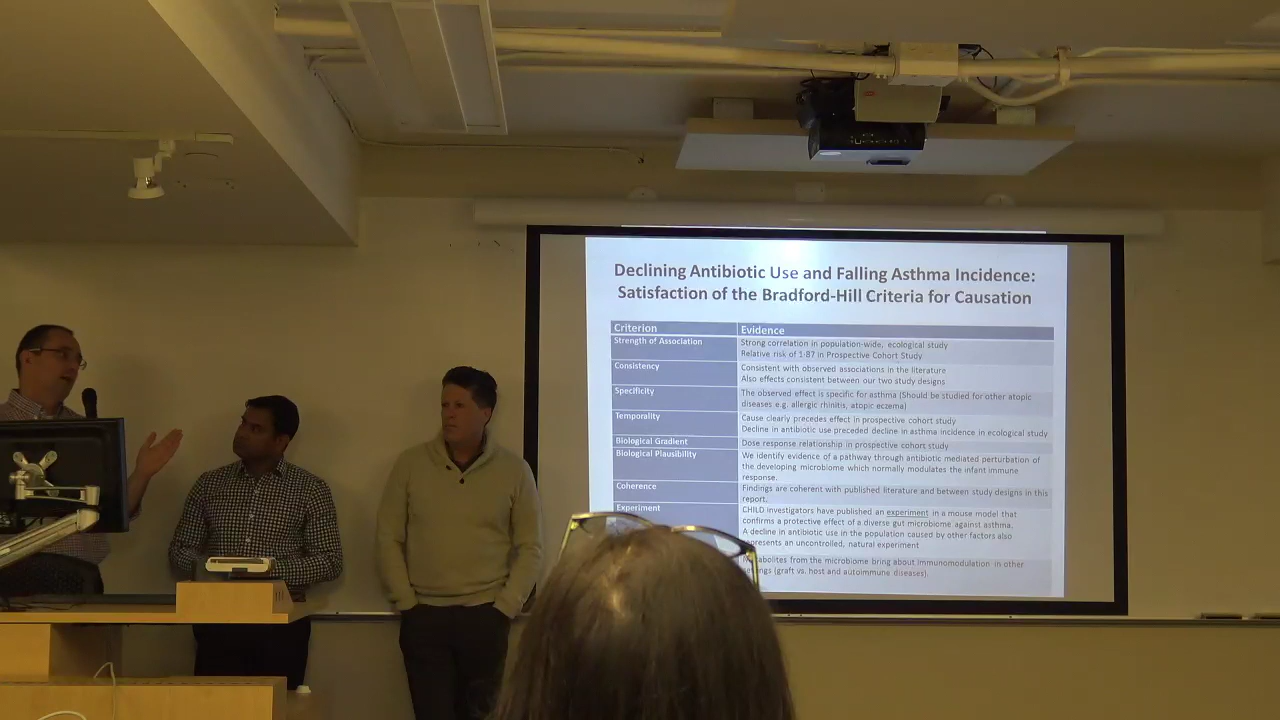 Declining Antibiotic Use and Falling Asthma Incidence:
Satisfaction of the Bradford-Hill Criteria for Causation
Criterion Evidence
Strength of Association Strong correlation in population-wide, ecological study
Relative risk of 1·87 in Prospective Cohort Study
Consistency Consistent with observed associations in the literature
Also effects consistent between our two study designs
Specificity The observed effect is specific for asthma (Should be studied for other atopic
diseases e.g. allergic rhinitis, atopic eczema)
Temporality Cause clearly precedes effect in prospective cohort study
Decline in antibiotic use preceded decline in asthma incidence in ecological study
Biological Gradient Dose response relationship in prospective cohort study
Biological Plausibility We identify evidence of a pathway through antibiotic mediated perturbation of
the developing microbiome which normally modulates the infant immune
response.
Coherence Findings are coherent with published literature and between study designs in this
report.
Experiment CHILD investigators have published an experiment in a mouse model that
confirms a protective effect of a diverse gut microbiome against asthma.
A decline in antibiotic use in the population caused by other factors also
an uncontrolled, natural experiment
from the microbiome bring about immunomodulation in other
(graft vs. host and autoimmune diseases).